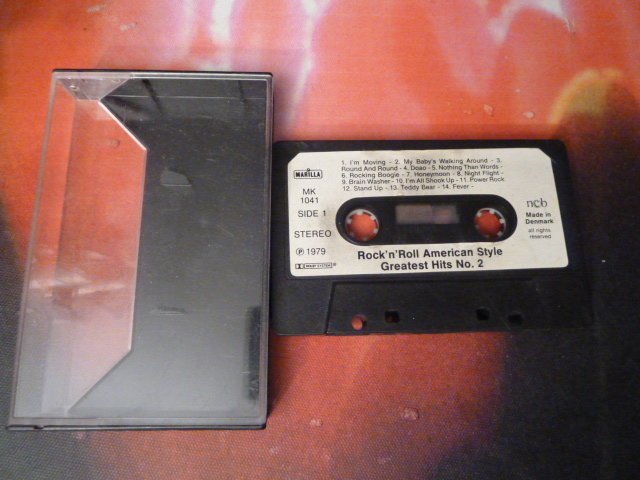 1. I'm Moving - 2. My Baby's Walking Around - 3.
Round And Round - 4. Doao - 5. Nothing Than Words -
6. Rocking Boogie - 7. Honeymoon - 8. Night Flight -
9. Brain Washer - 10. I'm All Shook Up - 11. Power Rock
12. Stand Up - 13. Teddy Bear - 14. Fever -
MARILLA
MK
1041
SIDE 1
STEREO
℗ 1979
DOLBY SYSTEM
ncb
Made in
Denmark
all rights
reserved
Rock'n'Roll American Style
Greatest Hits No. 2